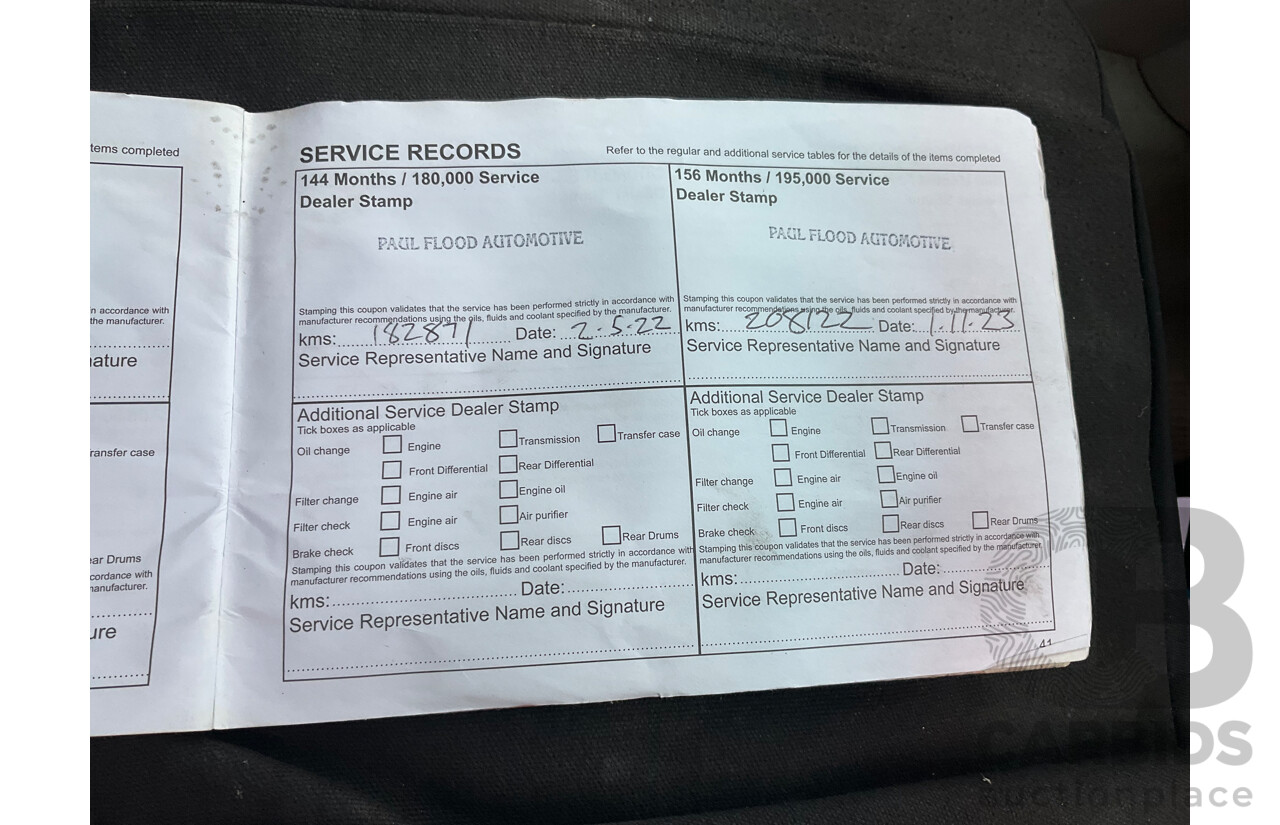 tems completed
n accordance with
the manufacturer.
ature
ransfer case
ear Drums
cordance with
nanufacturer.
ure
SERVICE RECORDS
Refer to the regular and additional service tables for the details of the items completed
144 Months / 180,000 Service
Dealer Stamp
PAUL FLOOD AUTOMOTIVE
Stamping this coupon validates that the service has been performed strictly in accordance with
manufacturer recommendations using the oils, fluids and coolant specified by the manufacturer.
kms: 182871 Date: 2.5.22
Service Representative Name and Signature
Additional Service Dealer Stamp
Tick boxes as applicable
Oil change Engine Transmission Transfer case
Front Differential Rear Differential
Filter change Engine air Engine oil
Filter check Engine air Air purifier
Brake check Front discs Rear discs Rear Drums
Stamping this coupon validates that the service has been performed strictly in accordance with
manufacturer recommendations using the oils, fluids and coolant specified by the manufacturer.
kms: Date:
Service Representative Name and Signature
156 Months / 195,000 Service
Dealer Stamp
PAUL FLOOD AUTOMOTIVE
Stamping this coupon validates that the service has been performed strictly in accordance with
manufacturer recommendations using the oils, fluids and coolant specified by the manufacturer.
kms: 208122 Date: 1.11.23
Service Representative Name and Signature
Additional Service Dealer Stamp
Tick boxes as applicable
Oil change Engine Transmission Transfer case
Front Differential Rear Differential
Filter change Engine air Engine oil
Filter check Engine air Air purifier
Brake check Front discs Rear discs Rear Drums
Stamping this coupon validates that the service has been performed strictly in accordance with
manufacturer recommendations using the oils, fluids and coolant specified by the manufacturer.
kms: Date:
Service Representative Name and Signature
41
B
CARBIDS
auctionplace